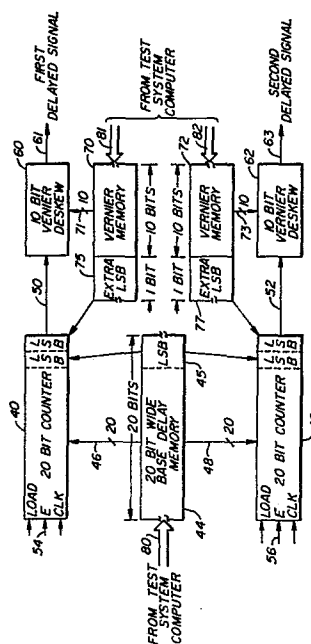 FIRST
DELAYED SIGNAL
60
61
10 BIT
VERNIER
DESKEW
50
71
10
FROM TEST
SYSTEM
COMPUTER
81
82
70
VERNIER
MEMORY
75
EXTRA
LSB
1 BIT
10 BITS
1 BIT
10 BITS
72
EXTRA
LSB
VERNIER
MEMORY
77
73
10
62
10 BIT
VERNIER
DESKEW
63
SECOND
DELAYED SIGNAL
52
40
LOAD
E
CLK
54
20 BIT COUNTER
L S B
L S B
46
20
20 BITS
20 BIT WIDE
BASE DELAY
MEMORY
LSB
45
44
80
FROM TEST
SYSTEM
COMPUTER
48
20
LOAD
E
CLK
56
20 BIT COUNTER
L S B
L S B